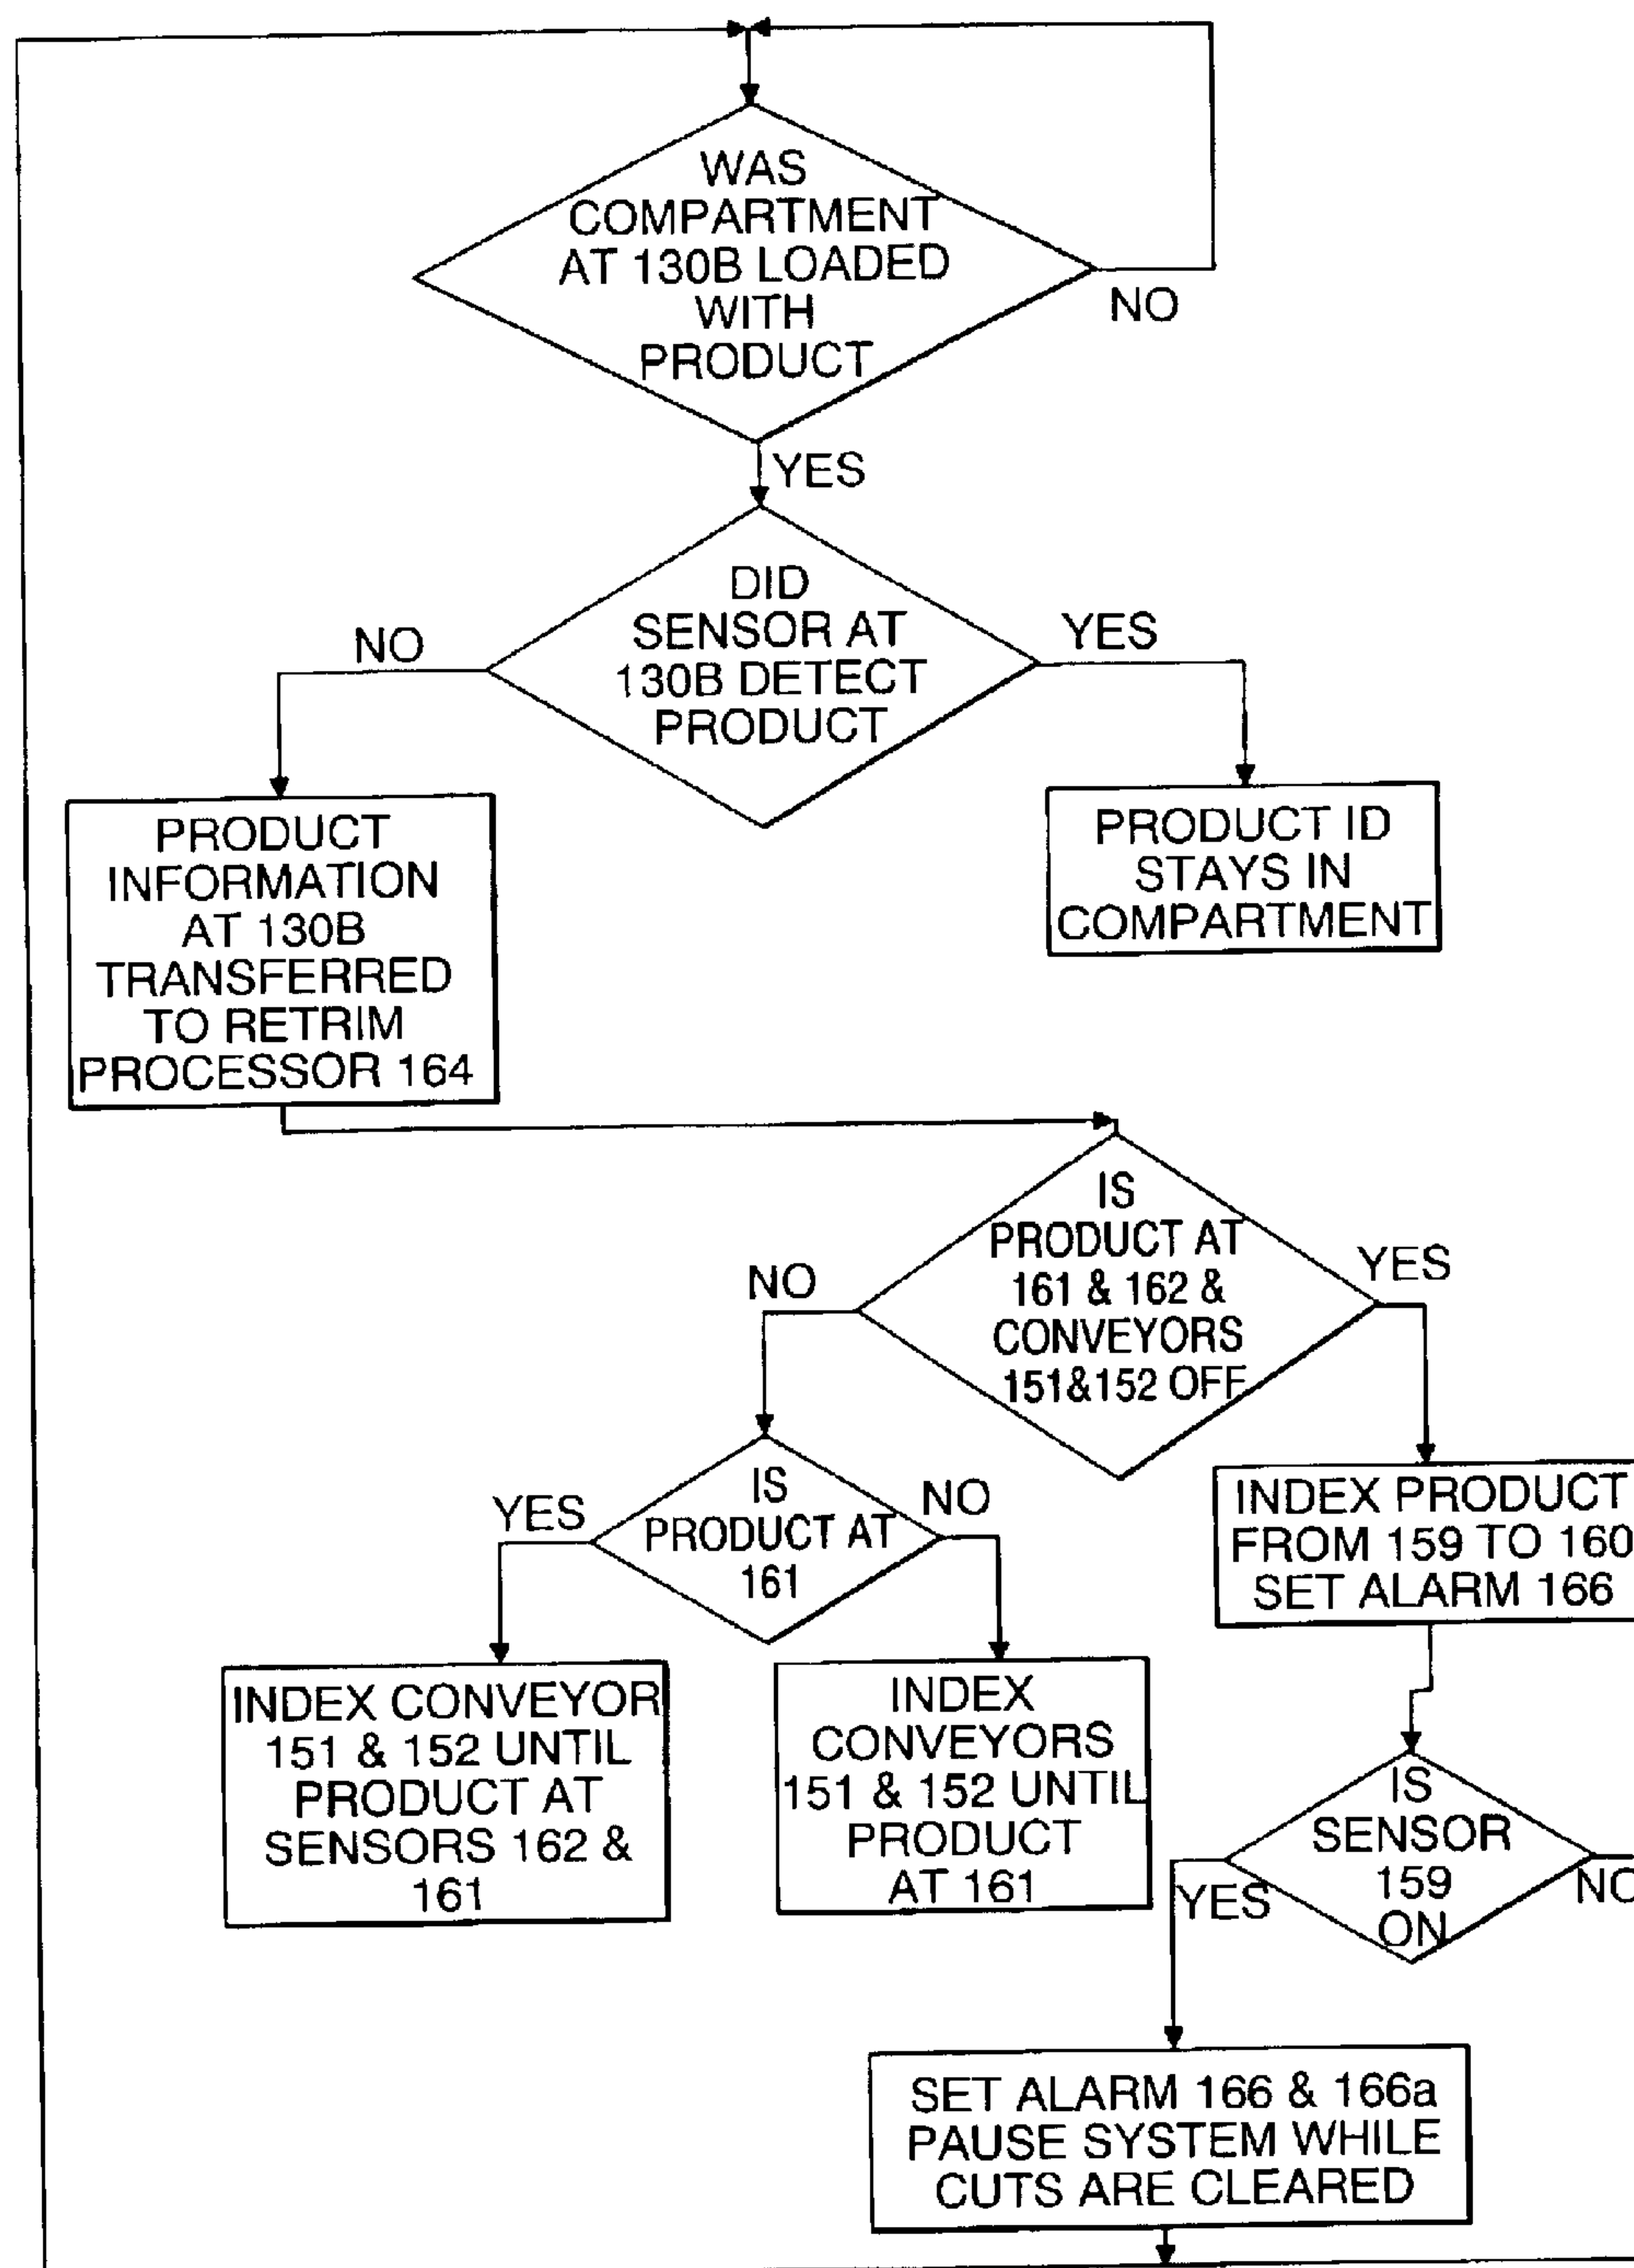 WAS
COMPARTMENT
AT 130B LOADED
WITH
PRODUCT
NO
YES
DID
SENSOR AT
130B DETECT
PRODUCT
NO
YES
PRODUCT
INFORMATION
AT 130B
TRANSFERRED
TO RETRIM
PROCESSOR 164
PRODUCT ID
STAYS IN
COMPARTMENT
IS
PRODUCT AT
161 & 162 &
CONVEYORS
151&152 OFF
NO
YES
IS
PRODUCT AT
161
YES
NO
INDEX PRODUCT
FROM 159 TO 160
SET ALARM 166
INDEX CONVEYOR
151 & 152 UNTIL
PRODUCT AT
SENSORS 162 &
161
INDEX
CONVEYORS
151 & 152 UNTIL
PRODUCT
AT 161
IS
SENSOR
159
ON
YES
NO
SET ALARM 166 & 166a
PAUSE SYSTEM WHILE
CUTS ARE CLEARED